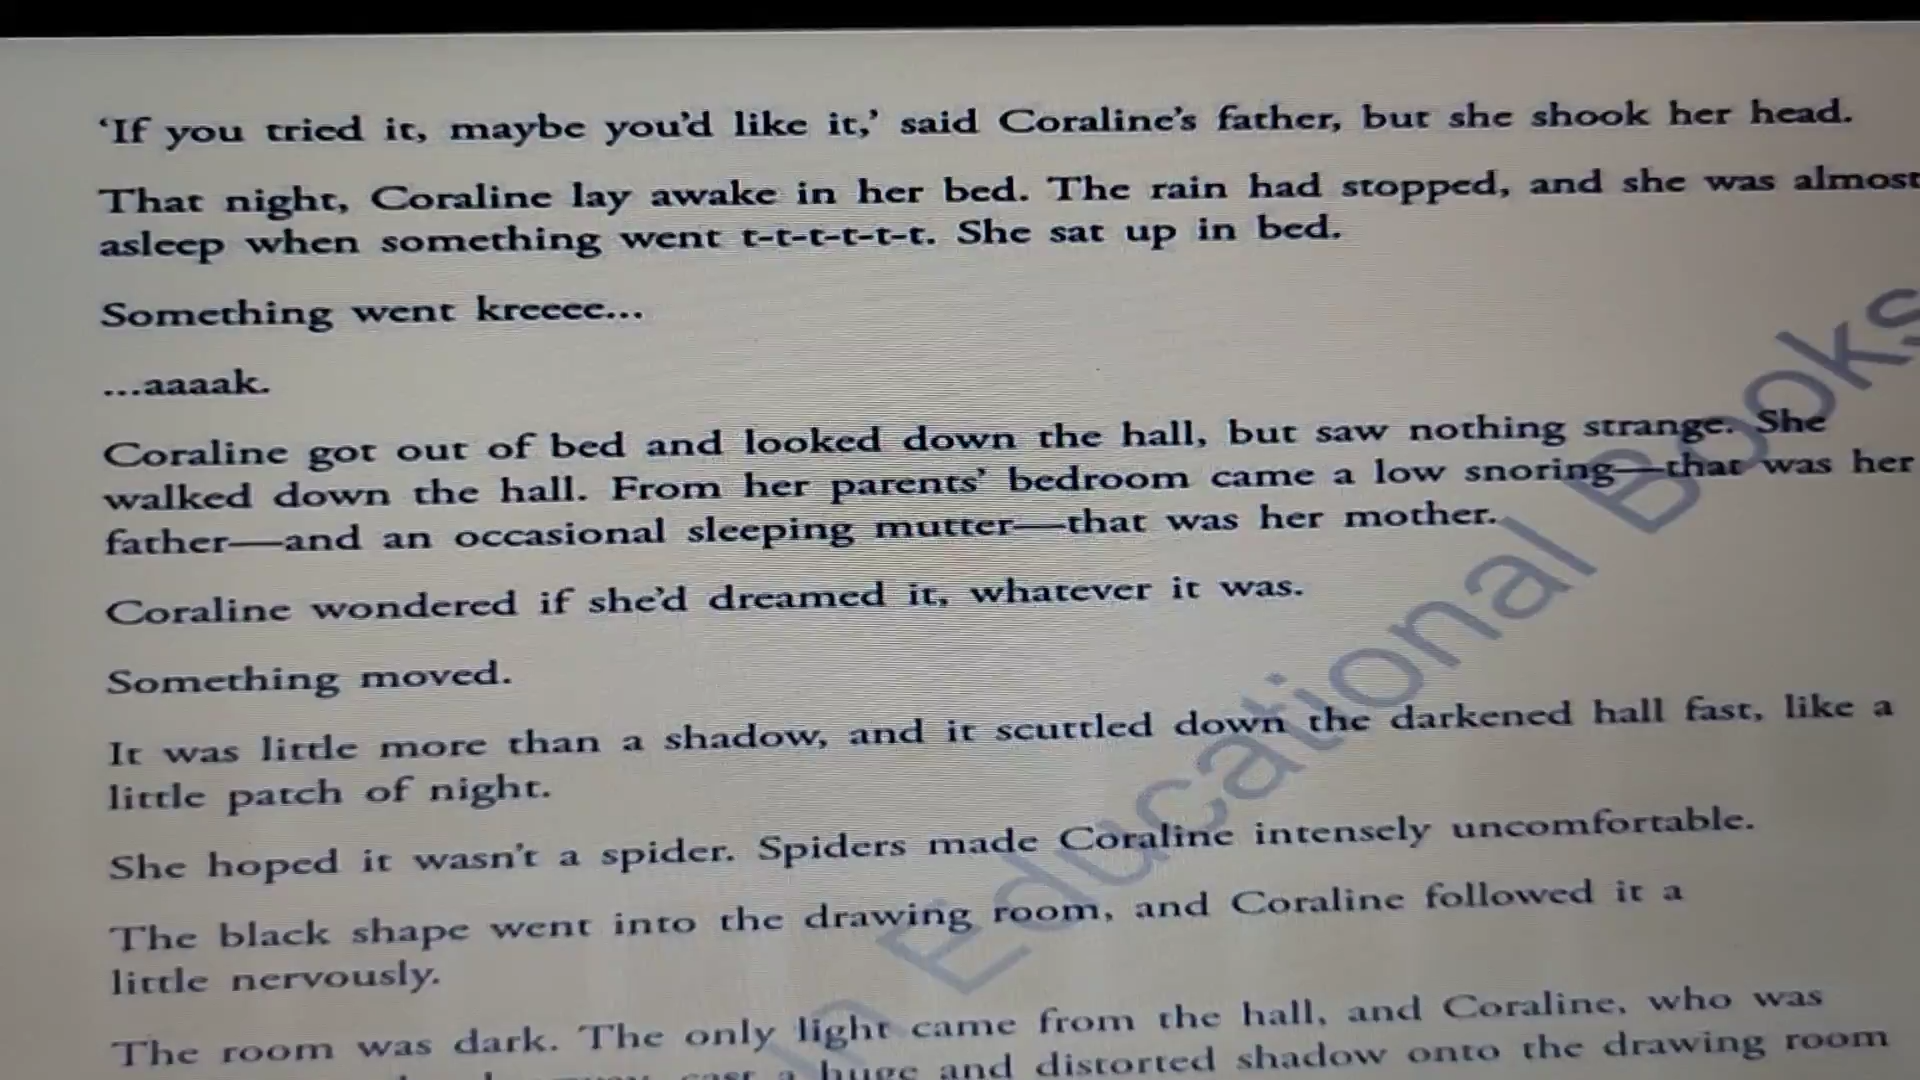 ‘If you tried it, maybe you’d like it,’ said Coraline’s father, but she shook her head.
That night, Coraline lay awake in her bed. The rain had stopped, and she was almost
asleep when something went t-t-t-t-t-t. She sat up in bed.
Something went kreeee...
...aaaak.
Coraline got out of bed and looked down the hall, but saw nothing strange. She
walked down the hall. From her parents’ bedroom came a low snoring—that was her
father—and an occasional sleeping mutter—that was her mother.
Coraline wondered if she’d dreamed it, whatever it was.
Something moved.
It was little more than a shadow, and it scuttled down the darkened hall fast, like a
little patch of night.
She hoped it wasn’t a spider. Spiders made Coraline intensely uncomfortable.
The black shape went into the drawing room, and Coraline followed it a
little nervously.
The room was dark. The only light came from the hall, and Coraline, who was
cast a huge and distorted shadow onto the drawing room
Educational Books